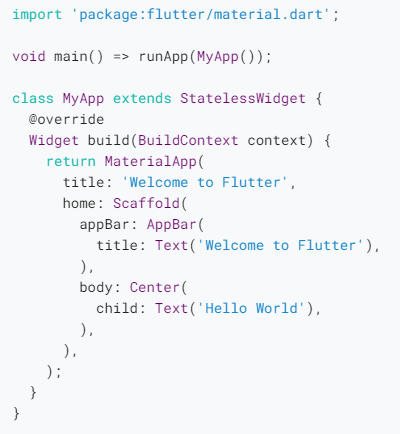 import 'package:flutter/material.dart';

void main() => runApp(MyApp());

class MyApp extends StatelessWidget {
  @override
  Widget build(BuildContext context) {
    return MaterialApp(
      title: 'Welcome to Flutter',
      home: Scaffold(
        appBar: AppBar(
          title: Text('Welcome to Flutter'),
        ),
        body: Center(
          child: Text('Hello World'),
        ),
      ),
    );
  }
}